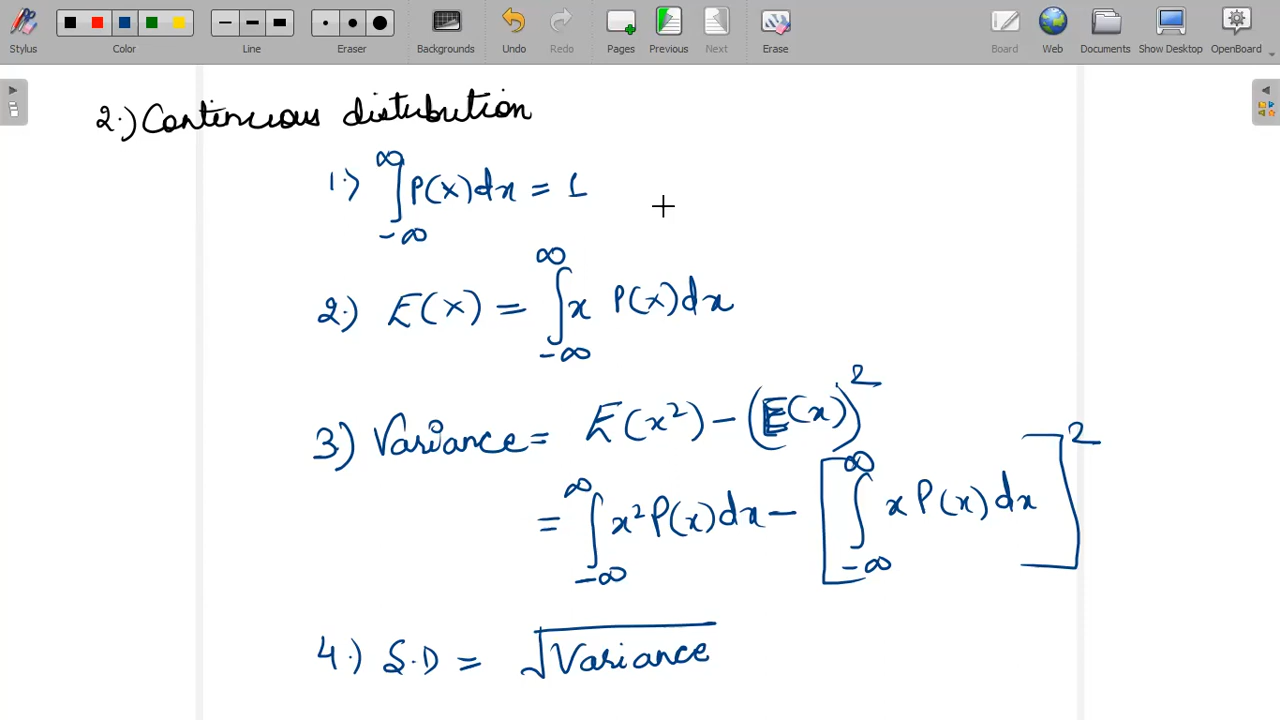 Stylus Color Line Eraser Backgrounds Undo Redo Pages Previous Next Erase Board Web Documents Show Desktop OpenBoard
2.) Continuous distribution
1.) ∫_{-∞}^{∞} P(x)dx = 1
2.) E(x) = ∫_{-∞}^{∞} x P(x)dx
3) Variance = E(x²) - (E(x))²
= ∫_{-∞}^{∞} x² P(x)dx - [∫_{-∞}^{∞} x P(x)dx]²
4.) S.D = √Variance